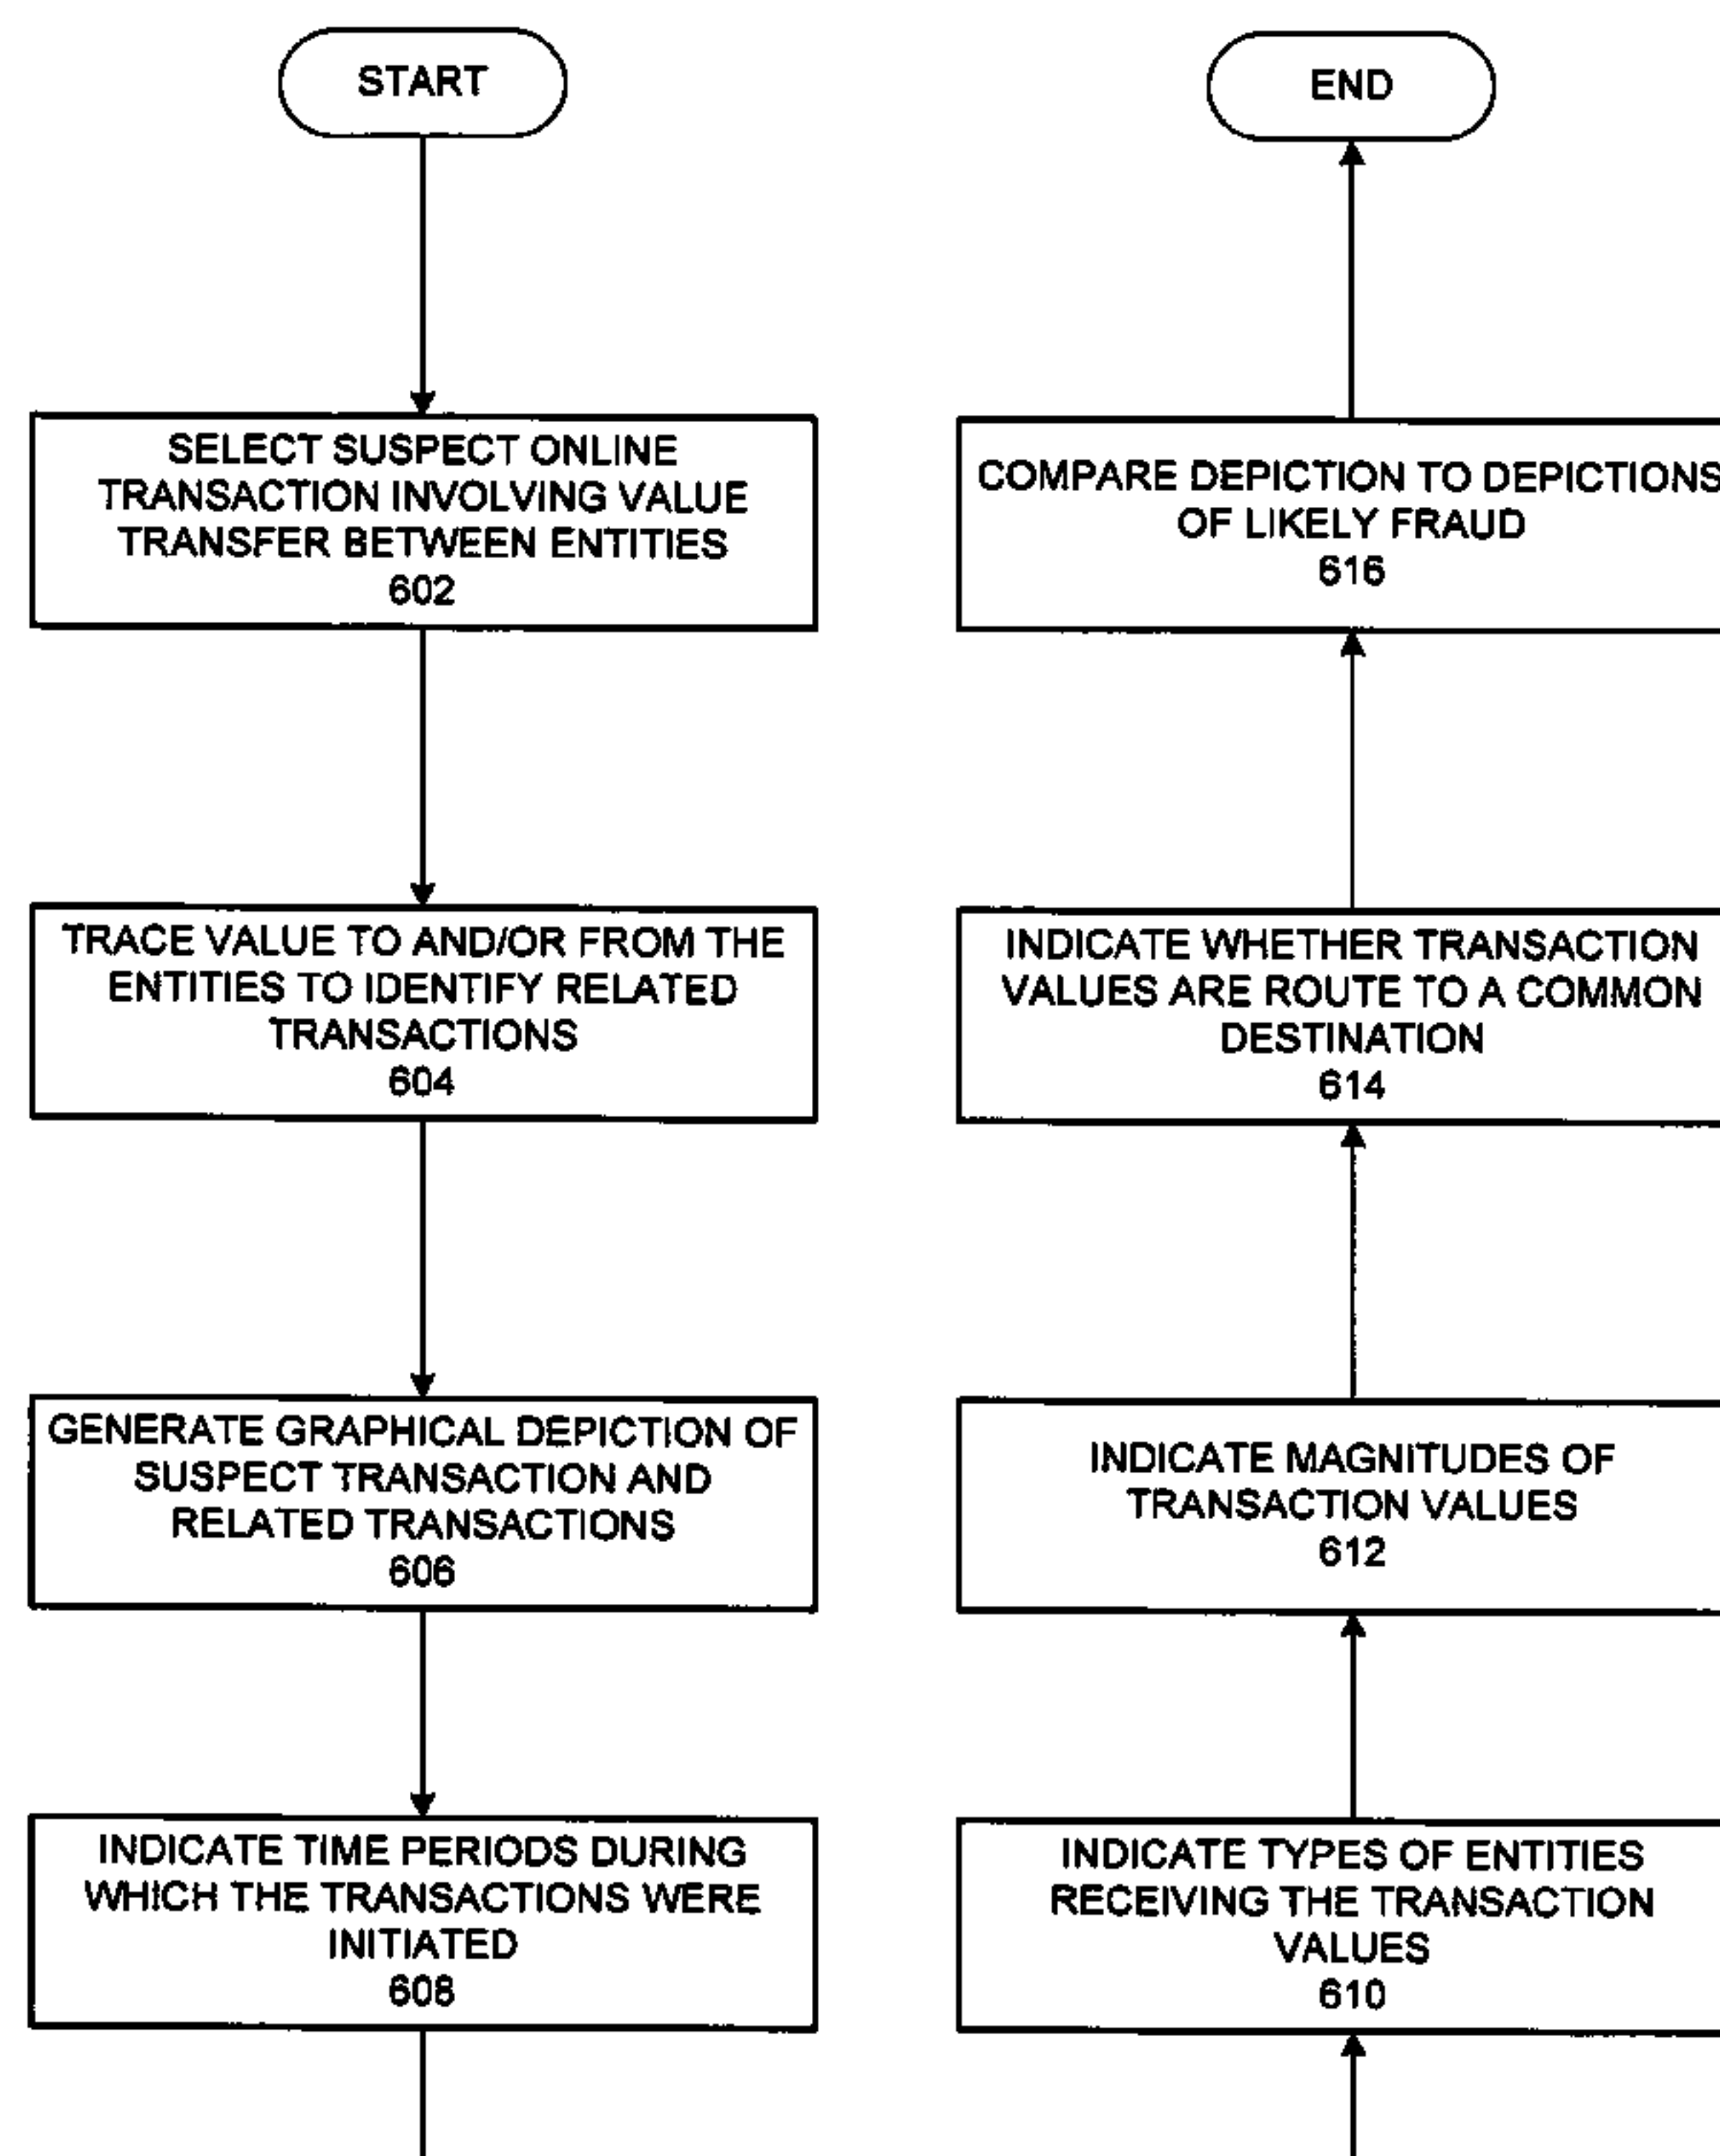 START
SELECT SUSPECT ONLINE
TRANSACTION INVOLVING VALUE
TRANSFER BETWEEN ENTITIES
602
TRACE VALUE TO AND/OR FROM THE
ENTITIES TO IDENTIFY RELATED
TRANSACTIONS
604
GENERATE GRAPHICAL DEPICTION OF
SUSPECT TRANSACTION AND
RELATED TRANSACTIONS
606
INDICATE TIME PERIODS DURING
WHICH THE TRANSACTIONS WERE
INITIATED
608
END
COMPARE DEPICTION TO DEPICTIONS
OF LIKELY FRAUD
616
INDICATE WHETHER TRANSACTION
VALUES ARE ROUTE TO A COMMON
DESTINATION
614
INDICATE MAGNITUDES OF
TRANSACTION VALUES
612
INDICATE TYPES OF ENTITIES
RECEIVING THE TRANSACTION
VALUES
610